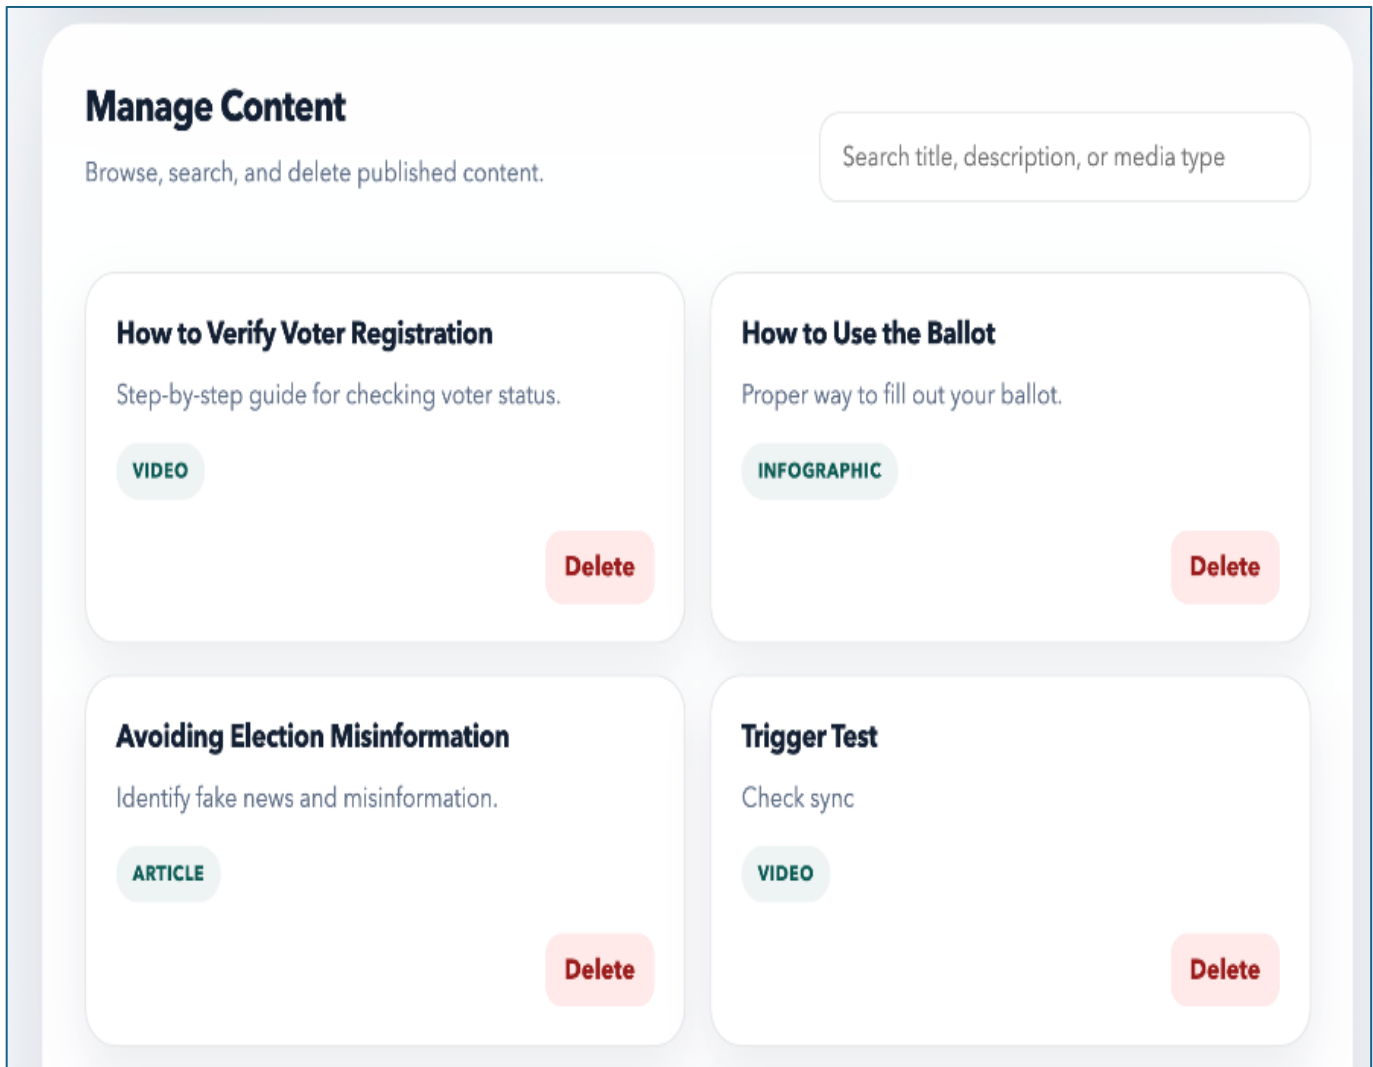 Manage Content
Browse, search, and delete published content.
Search title, description, or media type
How to Verify Voter Registration
Step-by-step guide for checking voter status.
VIDEO
Delete
How to Use the Ballot
Proper way to fill out your ballot.
INFOGRAPHIC
Delete
Avoiding Election Misinformation
Identify fake news and misinformation.
ARTICLE
Delete
Trigger Test
Check sync
VIDEO
Delete